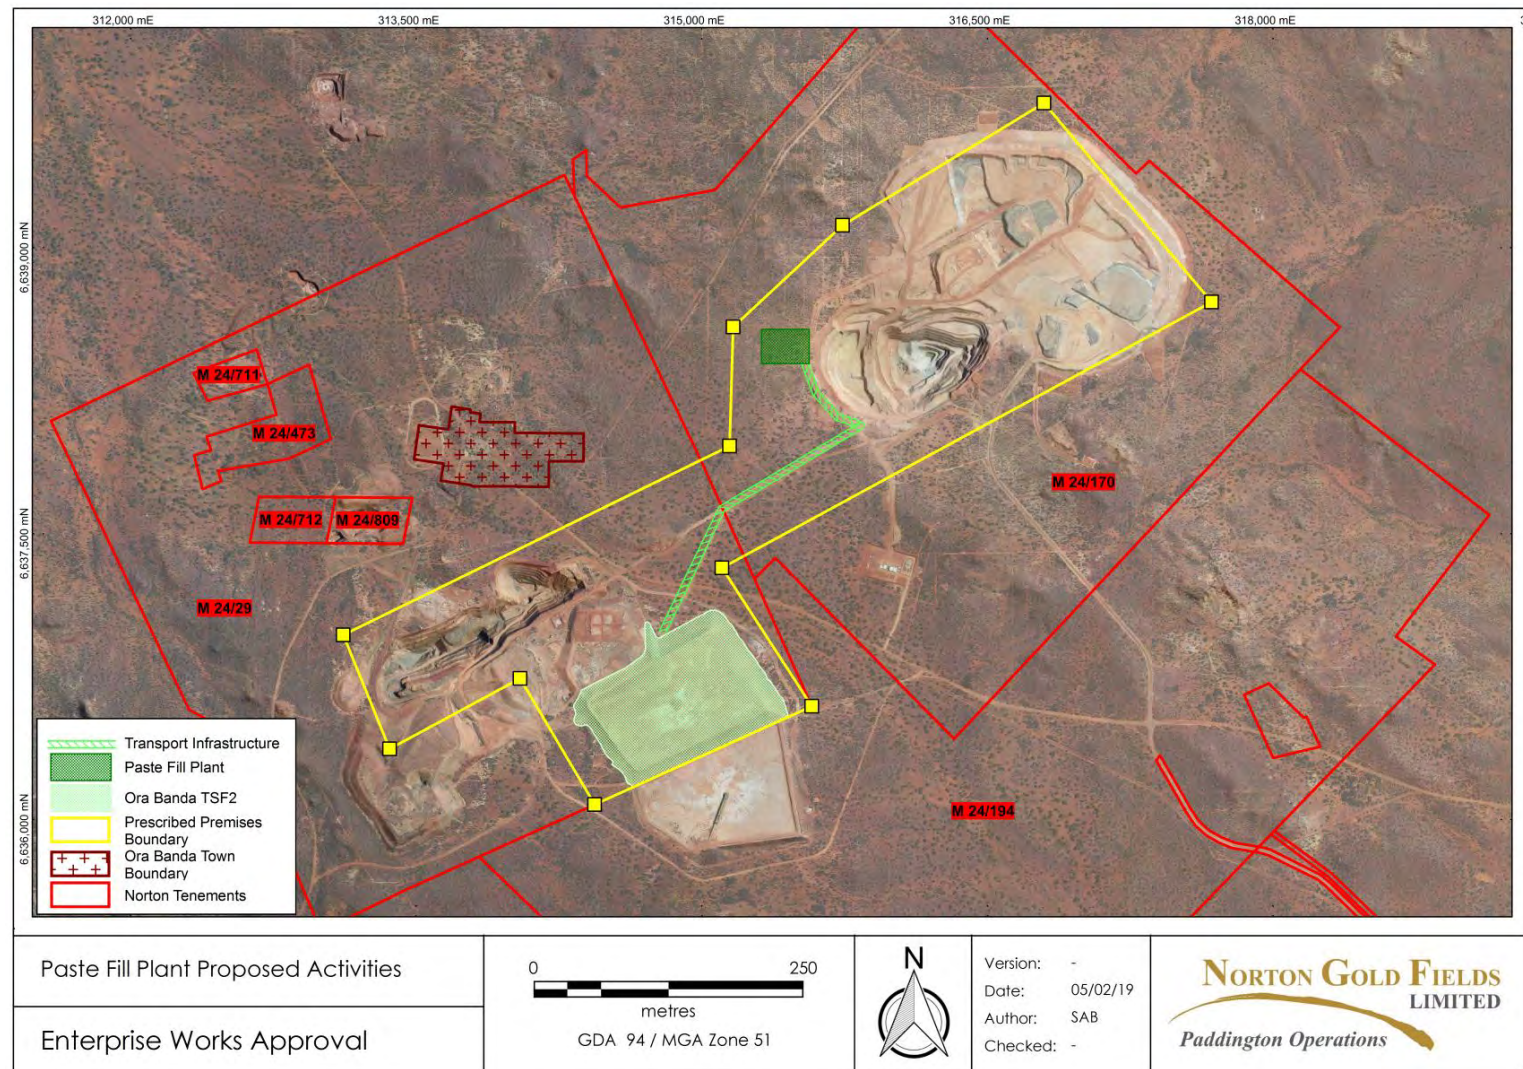 312,000 mE
313,500 mE
315,000 mE
316,500 mE
318,000 mE
6,639,000 mN
6,637,500 mN
6,636,000 mN
M 24/711
M 24/473
M 24/712
M 24/809
M 24/29
M 24/170
M 24/194
Transport Infrastructure
Paste Fill Plant
Ora Banda TSF2
Prescribed Premises
Boundary
Ora Banda Town
Boundary
Norton Tenements
Paste Fill Plant Proposed Activities
Enterprise Works Approval
0 250
metres
GDA 94 / MGA Zone 51
N
Version: -
Date: 05/02/19
Author: SAB
Checked: -
NORTON GOLD FIELDS
LIMITED
Paddington Operations